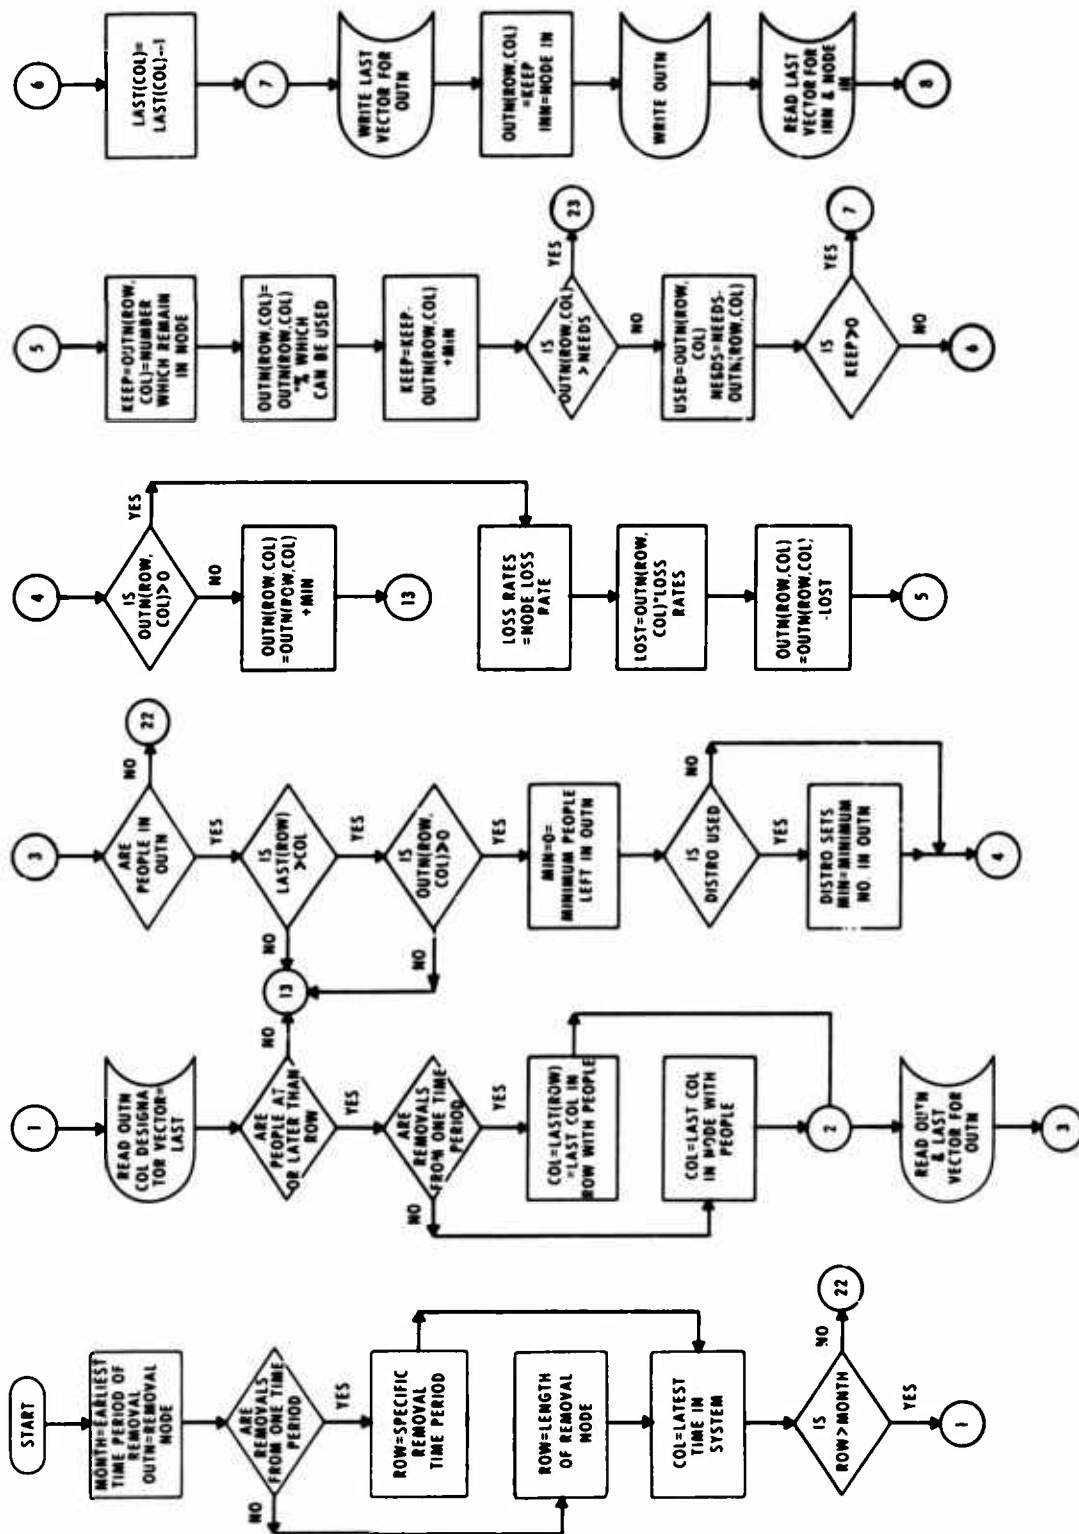 START
MONTH=EARLIEST
TIME PERIOD OF
REMOVAL
OUTN=REMOVAL
NODE
ARE
REMOVALS
FROM ONE TIME
PERIOD
NO
YES
ROW=SPECIFIC
REMOVAL
TIME PERIOD
ROW=LENGTH
OF REMOVAL
NODE
COL=LATEST
TIME IN
SYSTEM
IS
ROW>MONTH
NO
22
YES
1
1
READ OUTN
COL DESIGNA
TOR VECTOR=
LAST
ARE
PEOPLE AT
OR LATER THAN
ROW
NO
13
YES
ARE
REMOVALS
FROM ONE TIME
PERIOD
NO
YES
COL=LAST(ROW)
=LAST COL IN
ROW WITH PEOPLE
COL=LAST COL
IN NODE WITH
PEOPLE
2
READ OUTN
& LAST
VECTOR FOR
OUTN
3
3
ARE
PEOPLE IN
OUTN
NO
22
YES
IS
LAST(ROW)
>COL
NO
YES
IS
OUTN(ROW,
COL)>0
NO
YES
MIN=0=
MINIMUM PEOPLE
LEFT IN OUTN
IS
DISTRO USED
NO
YES
DISTRO SETS
MIN=MINIMUM
NO. IN OUTN
4
4
IS
OUTN(ROW,
COL)>0
YES
NO
OUTN(ROW,COL)
=OUTN(ROW,COL)
+MIN
13
LOSS RATES
=NODE LOSS
RATE
LOST=OUTN(ROW,
COL)*LOSS
RATES
OUTN(ROW,COL)
=OUTN(ROW,COL)
-LOST
5
5
KEEP=OUTN(ROW,
COL)=NUMBER
WHICH REMAIN
IN NODE
OUTN(ROW,COL)=
OUTN(ROW,COL)
*% WHICH
CAN BE USED
KEEP=KEEP-
OUTN(ROW,COL)
+MIN
IS
OUTN(ROW,COL)
>NEEDS
YES
23
NO
USED=OUTN(ROW,
COL)
NEEDS=NEEDS-
OUTN(ROW,COL)
IS
KEEP>0
YES
7
NO
6
6
LAST(COL)=
LAST(COL)-1
7
WRITE LAST
VECTOR FOR
OUTN
OUTN(ROW,COL)
=KEEP
INN=NODE IN
WRITE OUTN
READ LAST
VECTOR FOR
INN & NODE
IN
8